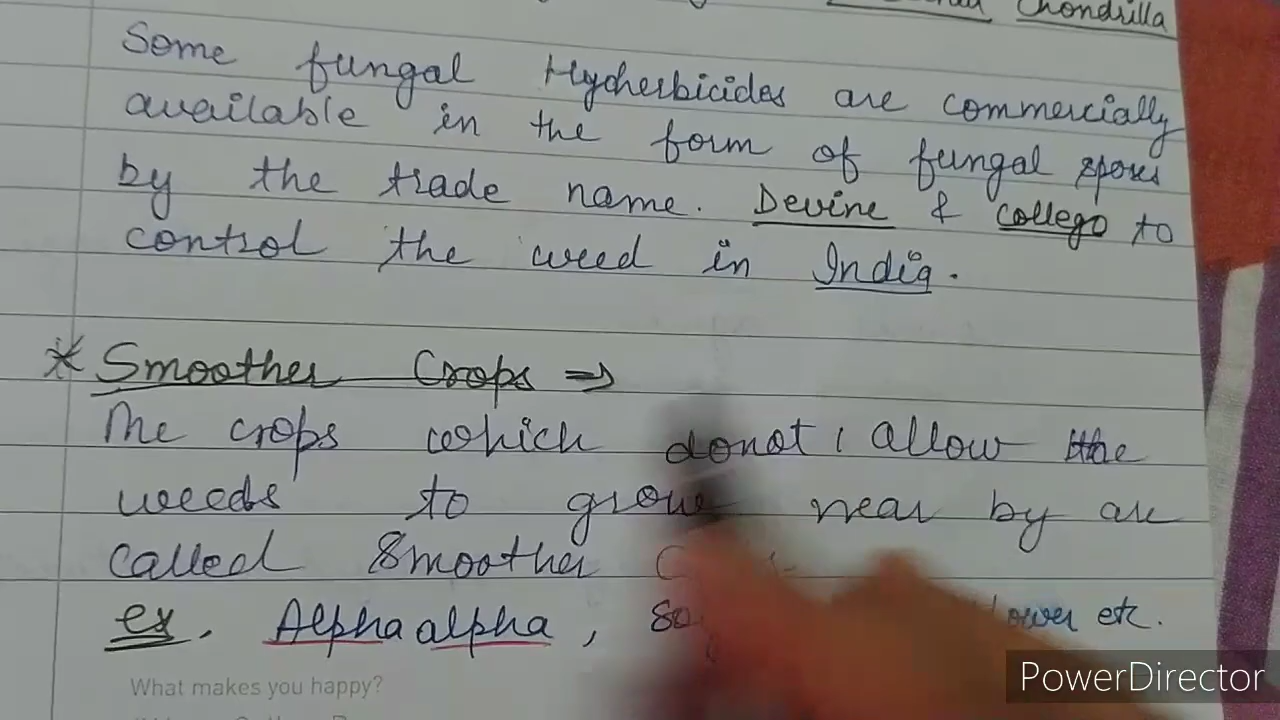 Chondrilla
Some fungal Hycherbicides are commercially
available in the form of fungal spores
by the trade name. Devine & collego to
control the weed in India.
* Smoother Crops ⇒
The crops which donot, allow the
weeds to grow near by are
called Smoother
ex. Alphaalpha, etc.
What makes you happy?
PowerDirector